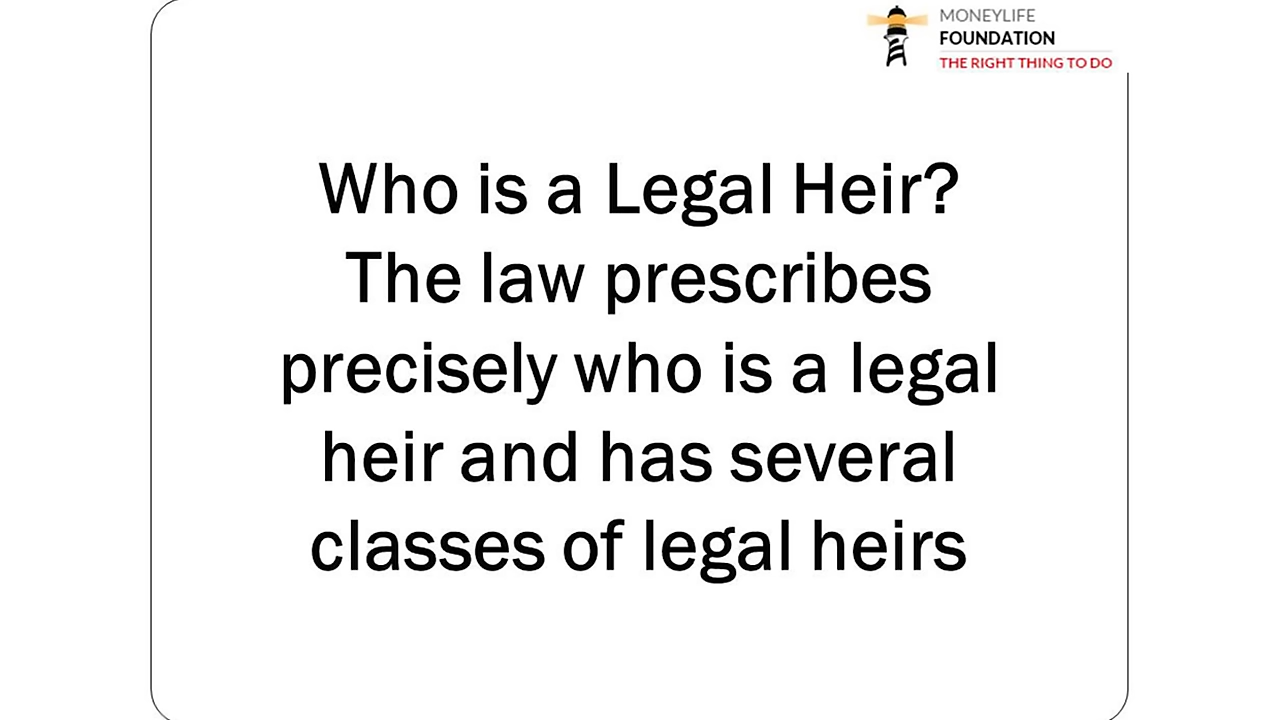 MONEYLIFE
FOUNDATION
THE RIGHT THING TO DO
Who is a Legal Heir?
The law prescribes
precisely who is a legal
heir and has several
classes of legal heirs